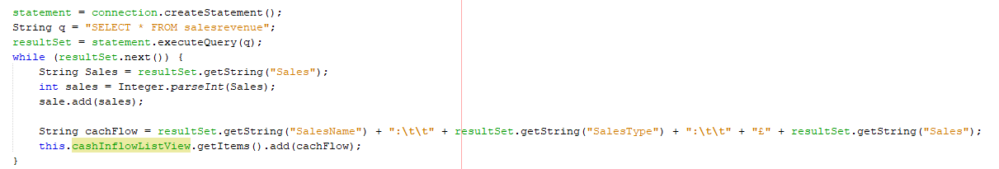 statement = connection.createStatement();
String q = "SELECT * FROM salesrevenue";
resultSet = statement.executeQuery(q);
while (resultSet.next()) {
String Sales = resultSet.getString("Sales");
int sales = Integer.parseInt(Sales);
sale.add(sales);
String cachFlow = resultSet.getString("SalesName") + ":\t\t" + resultSet.getString("SalesType") + ":\t\t" + "£" + resultSet.getString("Sales");
this.cashInflowListView.getItems().add(cachFlow);
}